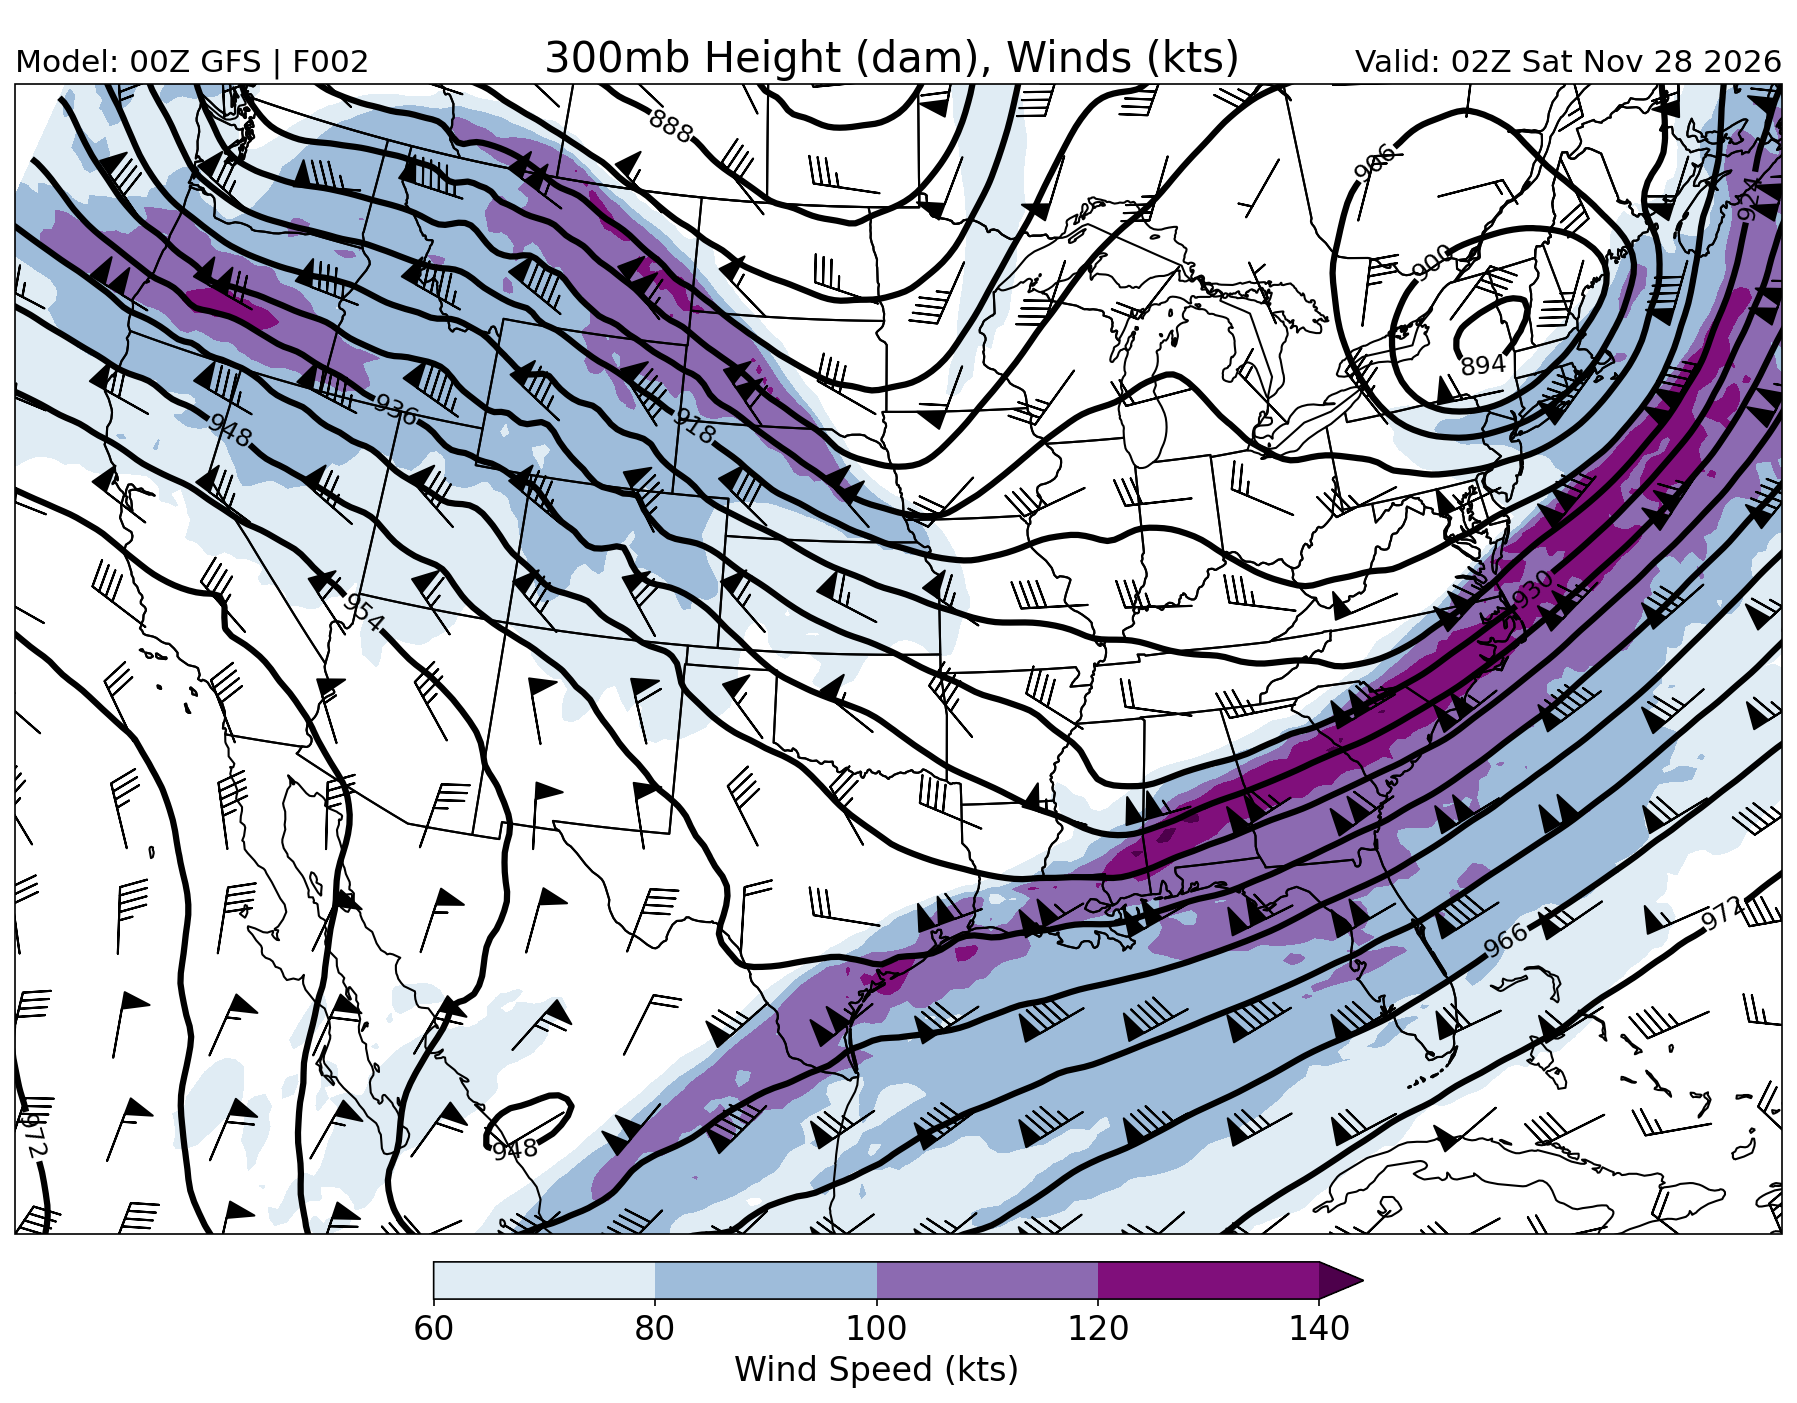 Model: 00Z GFS | F002
300mb Height (dam), Winds (kts)
Valid: 02Z Sat Nov 28 2026
888
906
924
900
894
936
918
948
930
954
972
966
972
948
60 80 100 120 140
Wind Speed (kts)